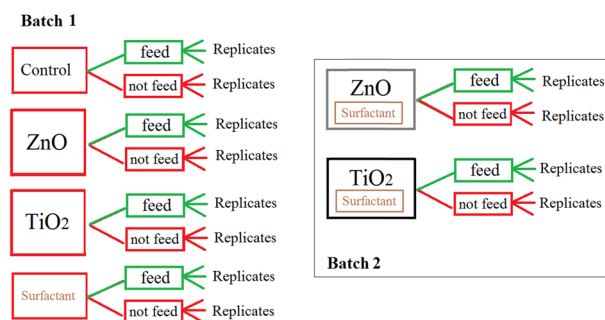 Batch 1
Control
feed
Replicates
not feed
Replicates
ZnO
feed
Replicates
not feed
Replicates
TiO2
feed
Replicates
not feed
Replicates
Surfactant
feed
Replicates
not feed
Replicates
ZnO
Surfactant
feed
Replicates
not feed
Replicates
TiO2
Surfactant
feed
Replicates
not feed
Replicates
Batch 2